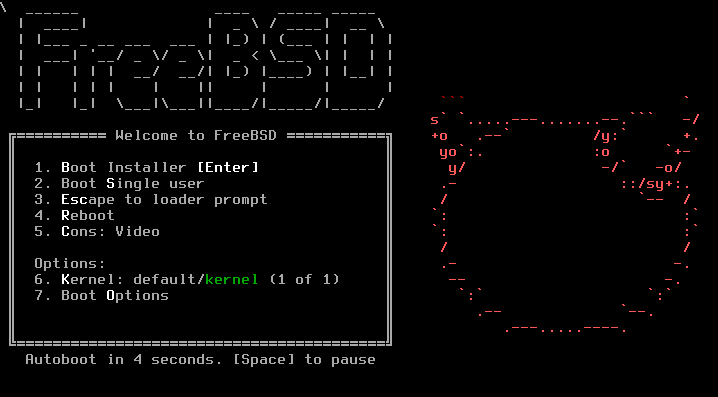 FreeBSD
Welcome to FreeBSD
1. Boot Installer [Enter]
2. Boot Single user
3. Escape to loader prompt
4. Reboot
5. Cons: Video
Options:
6. Kernel: default/kernel (1 of 1)
7. Boot Options
Autoboot in 4 seconds. [Space] to pause